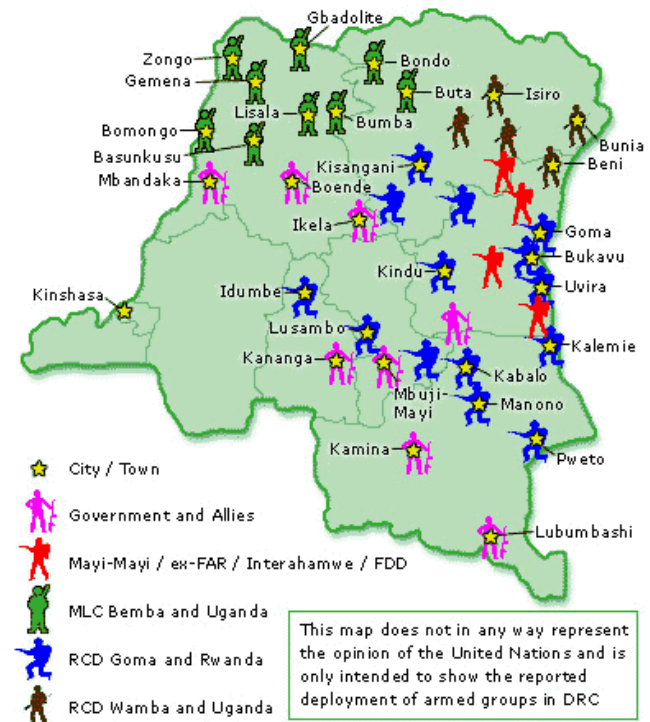 Gbadolite
Zongo
Bondo
Gemena
Buta
Isiro
Lisala
Bumba
Bomongo
Bunia
Basunkusu
Kisangani
Beni
Mbandaka
Boende
Ikela
Goma
Bukavu
Kindu
Uvira
Idumbe
Kinshasa
Lusambo
Kalemie
Kananga
Kabalo
Mbuji-
Mayi
Manono
Kamina
Pweto
Lubumbashi
City / Town
Government and Allies
Mayi-Mayi / ex-FAR / Interahamwe / FDD
MLC Bemba and Uganda
RCD Goma and Rwanda
RCD Wamba and Uganda
This map does not in any way represent
the opinion of the United Nations and is
only intended to show the reported
deployment of armed groups in DRC